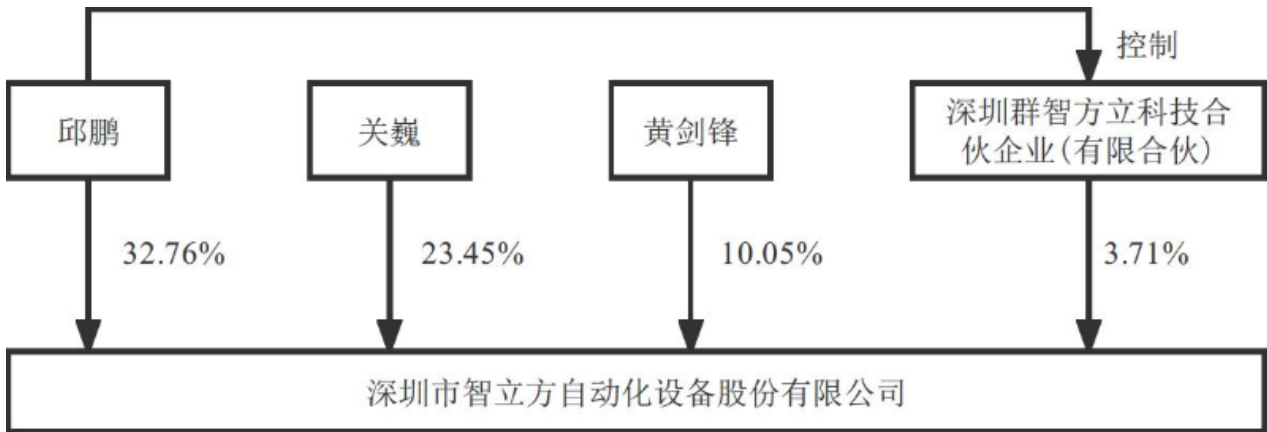 控制
邱鹏
关巍
黄剑锋
深圳群智方立科技合
伙企业(有限合伙)
32.76%
23.45%
10.05%
3.71%
深圳市智立方自动化设备股份有限公司